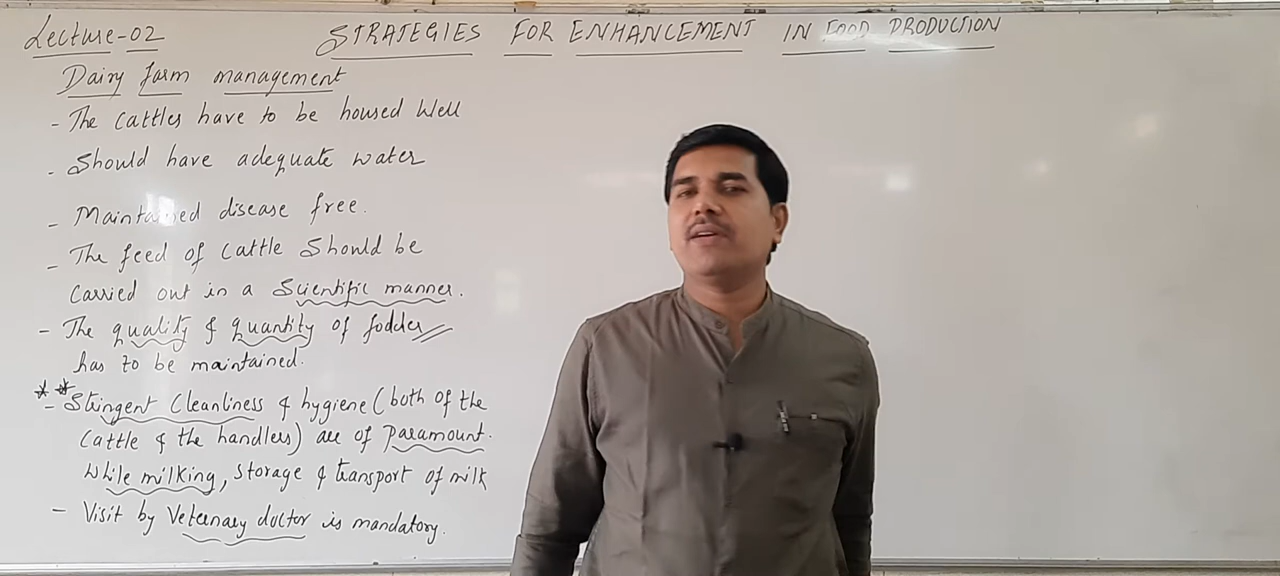 Lecture-02
STRATEGIES FOR ENHANCEMENT IN FOOD PRODUCTION
Dairy farm management
- The cattles have to be housed well
- Should have adequate water
- Maintained disease free.
- The feed of cattle should be
carried out in a scientific manner.
- The quality & quantity of fodder
has to be maintained.
** - Stringent cleanliness & hygiene (both of the
cattle & the handlers) are of paramount.
while milking, storage & transport of milk
- Visit by Veternary doctor is mandatory.